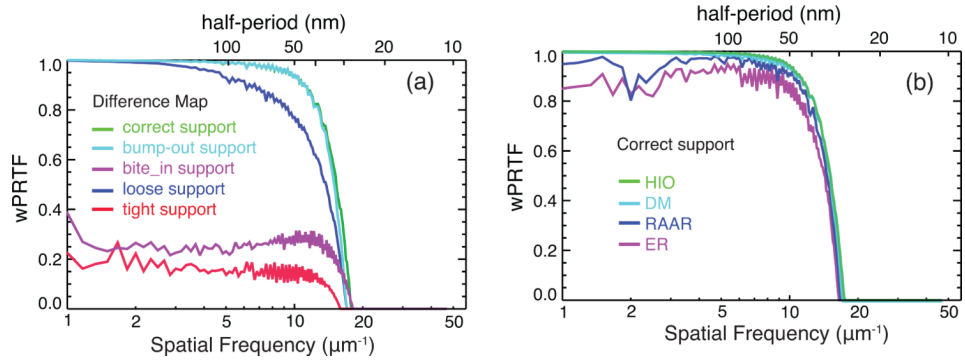 half-period (nm)
100 50 20 10
1.0
0.8
0.6
0.4
0.2
0.0
wPRTF
(a)
Difference Map
correct support
bump-out support
bite_in support
loose support
tight support
1 2 5 10 20 50
Spatial Frequency (μm⁻¹)
half-period (nm)
100 50 20 10
1.0
0.8
0.6
0.4
0.2
0.0
wPRTF
(b)
Correct support
HIO
DM
RAAR
ER
1 2 5 10 20 50
Spatial Frequency (μm⁻¹)